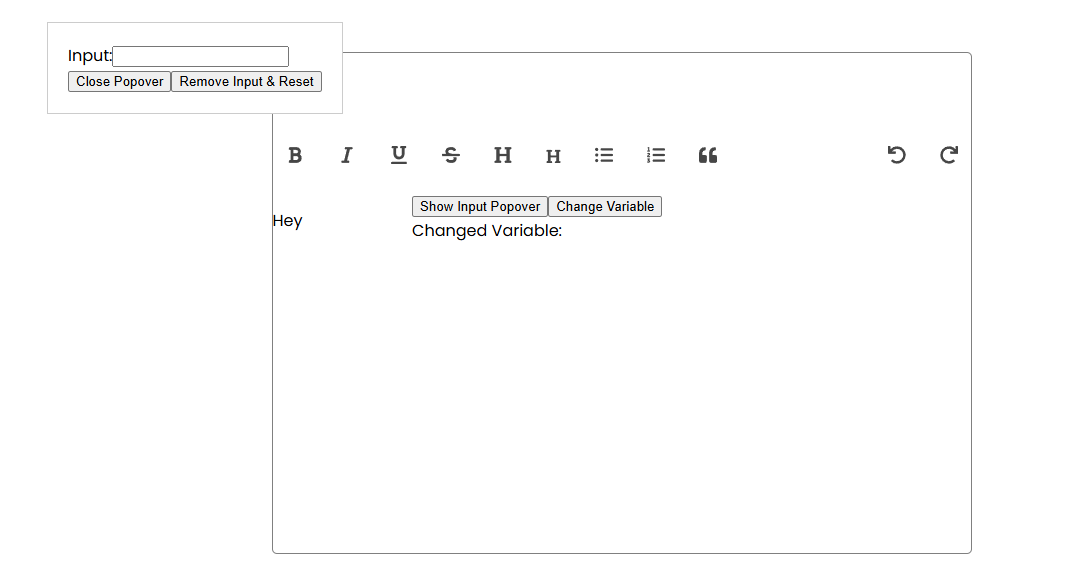 Input:
Close Popover Remove Input & Reset
B I U S H H
Show Input Popover Change Variable
Hey
Changed Variable: